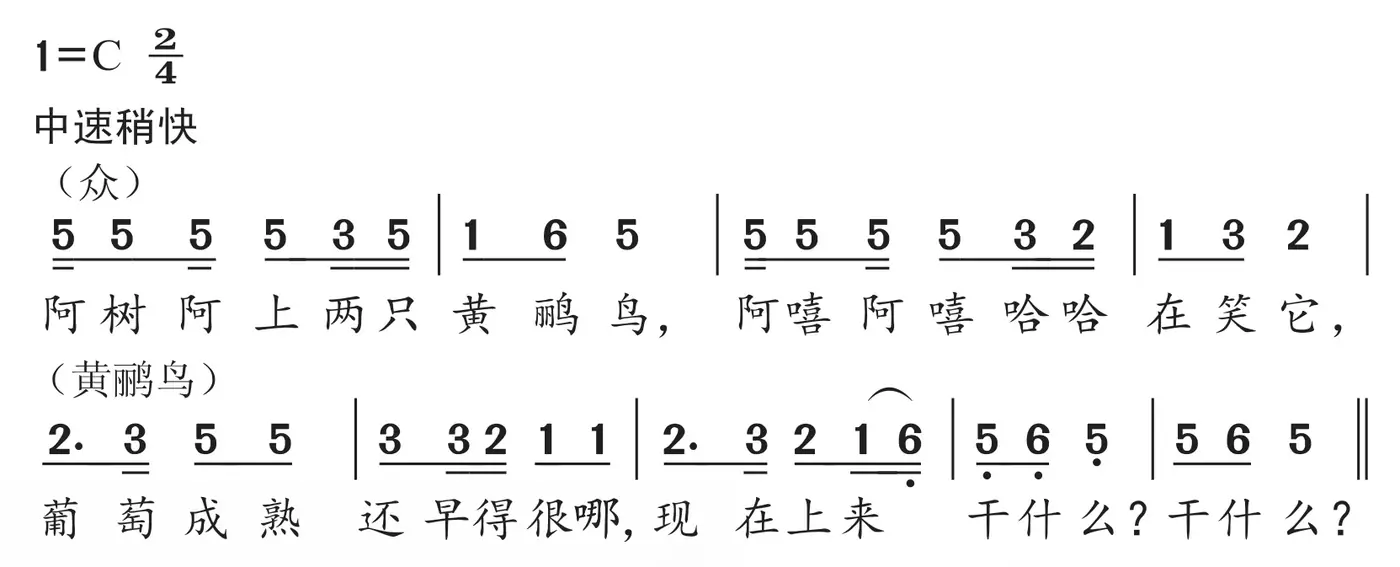 1=C 2/4
中速稍快
（众）
5 5 5 5 3 5 | 1 6 5 | 5 5 5 5 3 2 | 1 3 2 |
阿树阿上两只黄鹂鸟，阿嘻阿嘻哈哈在笑它，
（黄鹂鸟）
2. 3 5 5 | 3 3 2 1 1 | 2. 3 2 1 6̣ | 5̣ 6̣ 5̣ | 5 6 5 ‖
葡萄成熟还早得很哪，现在上来干什么？干什么？